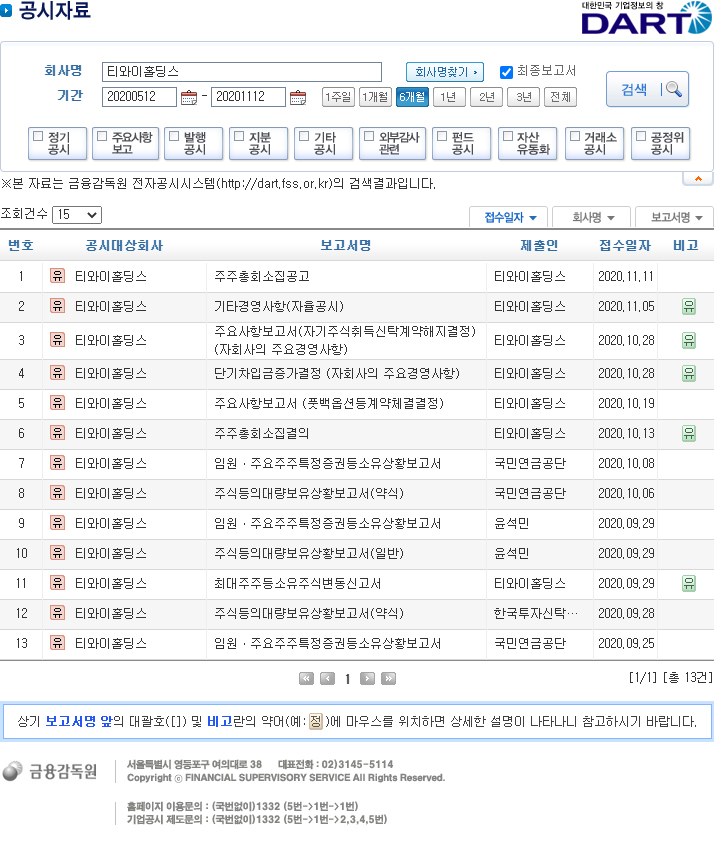 공시자료
대한민국 기업정보의 창
DART
회사명 티와이홀딩스 회사명찾기 최종보고서
기간 20200512 - 20201112 1주일 1개월 6개월 1년 2년 3년 전체
검색
정기공시 주요사항보고 발행공시 지분공시 기타공시 외부감사관련 펀드공시 자산유동화 거래소공시 공정위공시
※본 자료는 금융감독원 전자공시시스템(http://dart.fss.or.kr)의 검색결과입니다.
조회건수 15 접수일자 회사명 보고서명
번호 공시대상회사 보고서명 제출인 접수일자 비고
1 유 티와이홀딩스 주주총회소집공고 티와이홀딩스 2020.11.11
2 유 티와이홀딩스 기타경영사항(자율공시) 티와이홀딩스 2020.11.05 유
3 유 티와이홀딩스 주요사항보고서(자기주식취득신탁계약해지결정) 티와이홀딩스 2020.10.28 유
(자회사의 주요경영사항)
4 유 티와이홀딩스 단기차입금증가결정 (자회사의 주요경영사항) 티와이홀딩스 2020.10.28 유
5 유 티와이홀딩스 주요사항보고서 (풋백옵션등계약체결결정) 티와이홀딩스 2020.10.19
6 유 티와이홀딩스 주주총회소집결의 티와이홀딩스 2020.10.13 유
7 유 티와이홀딩스 임원ㆍ주요주주특정증권등소유상황보고서 국민연금공단 2020.10.08
8 유 티와이홀딩스 주식등의대량보유상황보고서(약식) 국민연금공단 2020.10.06
9 유 티와이홀딩스 임원ㆍ주요주주특정증권등소유상황보고서 윤석민 2020.09.29
10 유 티와이홀딩스 주식등의대량보유상황보고서(일반) 윤석민 2020.09.29
11 유 티와이홀딩스 최대주주등소유주식변동신고서 티와이홀딩스 2020.09.29 유
12 유 티와이홀딩스 주식등의대량보유상황보고서(약식) 한국투자신탁… 2020.09.28
13 유 티와이홀딩스 임원ㆍ주요주주특정증권등소유상황보고서 국민연금공단 2020.09.25
1 [1/1] [총 13건]
상기 보고서명 앞의 대괄호([]) 및 비고란의 약어(예: 정)에 마우스를 위치하면 상세한 설명이 나타나니 참고하시기 바랍니다.
금융감독원
서울특별시 영등포구 여의대로 38 대표전화 : 02)3145-5114
Copyright ⓒ FINANCIAL SUPERVISORY SERVICE All Rights Reserved.
홈페이지 이용문의 : (국번없이)1332 (5번->1번->1번)
기업공시 제도문의 : (국번없이)1332 (5번->1번->2,3,4,5번)